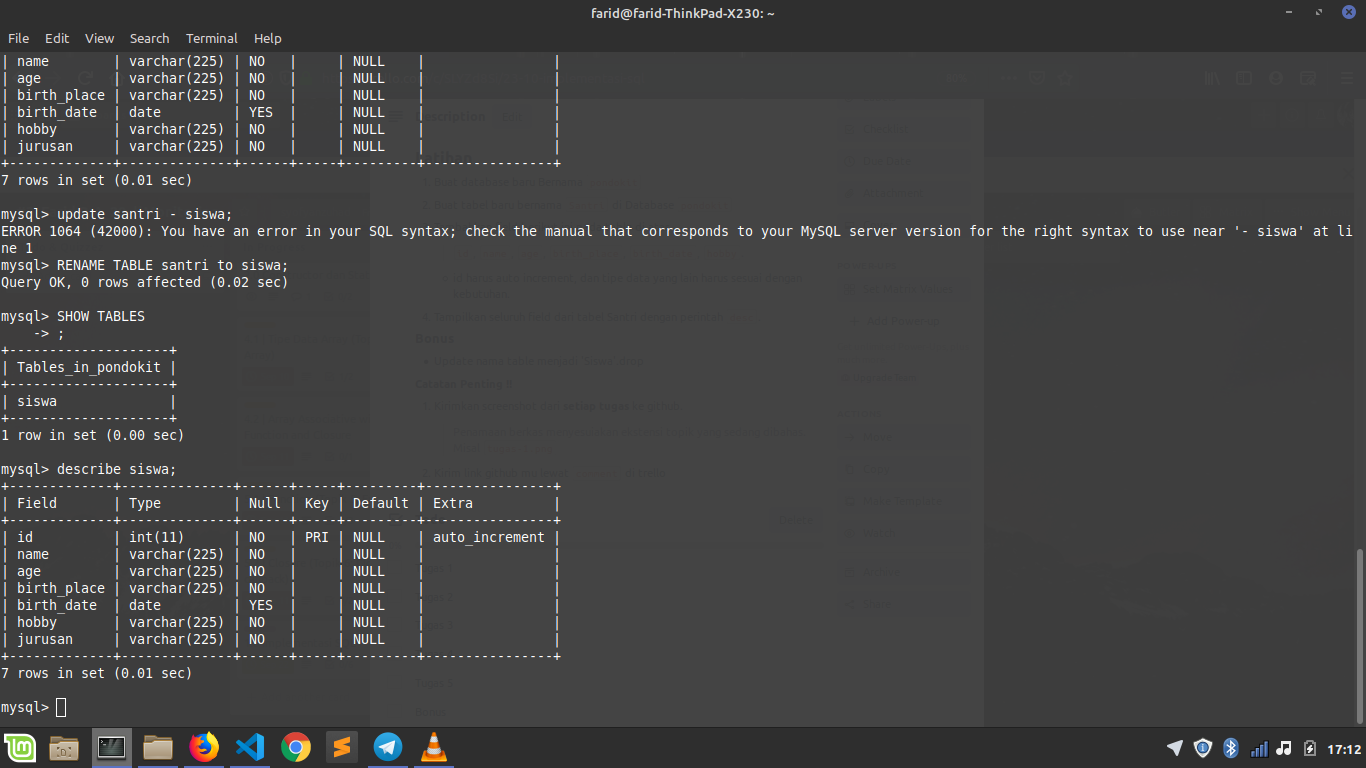 farid@farid-ThinkPad-X230: ~
File Edit View Search Terminal Help
| name        | varchar(225) | NO   |     | NULL    |                |
| age         | varchar(225) | NO   |     | NULL    |                |
| birth_place | varchar(225) | NO   |     | NULL    |                |
| birth_date  | date         | YES  |     | NULL    |                |
| hobby       | varchar(225) | NO   |     | NULL    |                |
| jurusan     | varchar(225) | NO   |     | NULL    |                |
+-------------+--------------+------+-----+---------+----------------+
7 rows in set (0.01 sec)
mysql> update santri - siswa;
ERROR 1064 (42000): You have an error in your SQL syntax; check the manual that corresponds to your MySQL server version for the right syntax to use near '- siswa' at li
ne 1
mysql> RENAME TABLE santri to siswa;
Query OK, 0 rows affected (0.02 sec)
mysql> SHOW TABLES
    -> ;
+--------------------+
| Tables_in_pondokit |
+--------------------+
| siswa              |
+--------------------+
1 row in set (0.00 sec)
mysql> describe siswa;
+-------------+--------------+------+-----+---------+----------------+
| Field       | Type         | Null | Key | Default | Extra          |
+-------------+--------------+------+-----+---------+----------------+
| id          | int(11)      | NO   | PRI | NULL    | auto_increment |
| name        | varchar(225) | NO   |     | NULL    |                |
| age         | varchar(225) | NO   |     | NULL    |                |
| birth_place | varchar(225) | NO   |     | NULL    |                |
| birth_date  | date         | YES  |     | NULL    |                |
| hobby       | varchar(225) | NO   |     | NULL    |                |
| jurusan     | varchar(225) | NO   |     | NULL    |                |
+-------------+--------------+------+-----+---------+----------------+
7 rows in set (0.01 sec)
mysql>
17:12